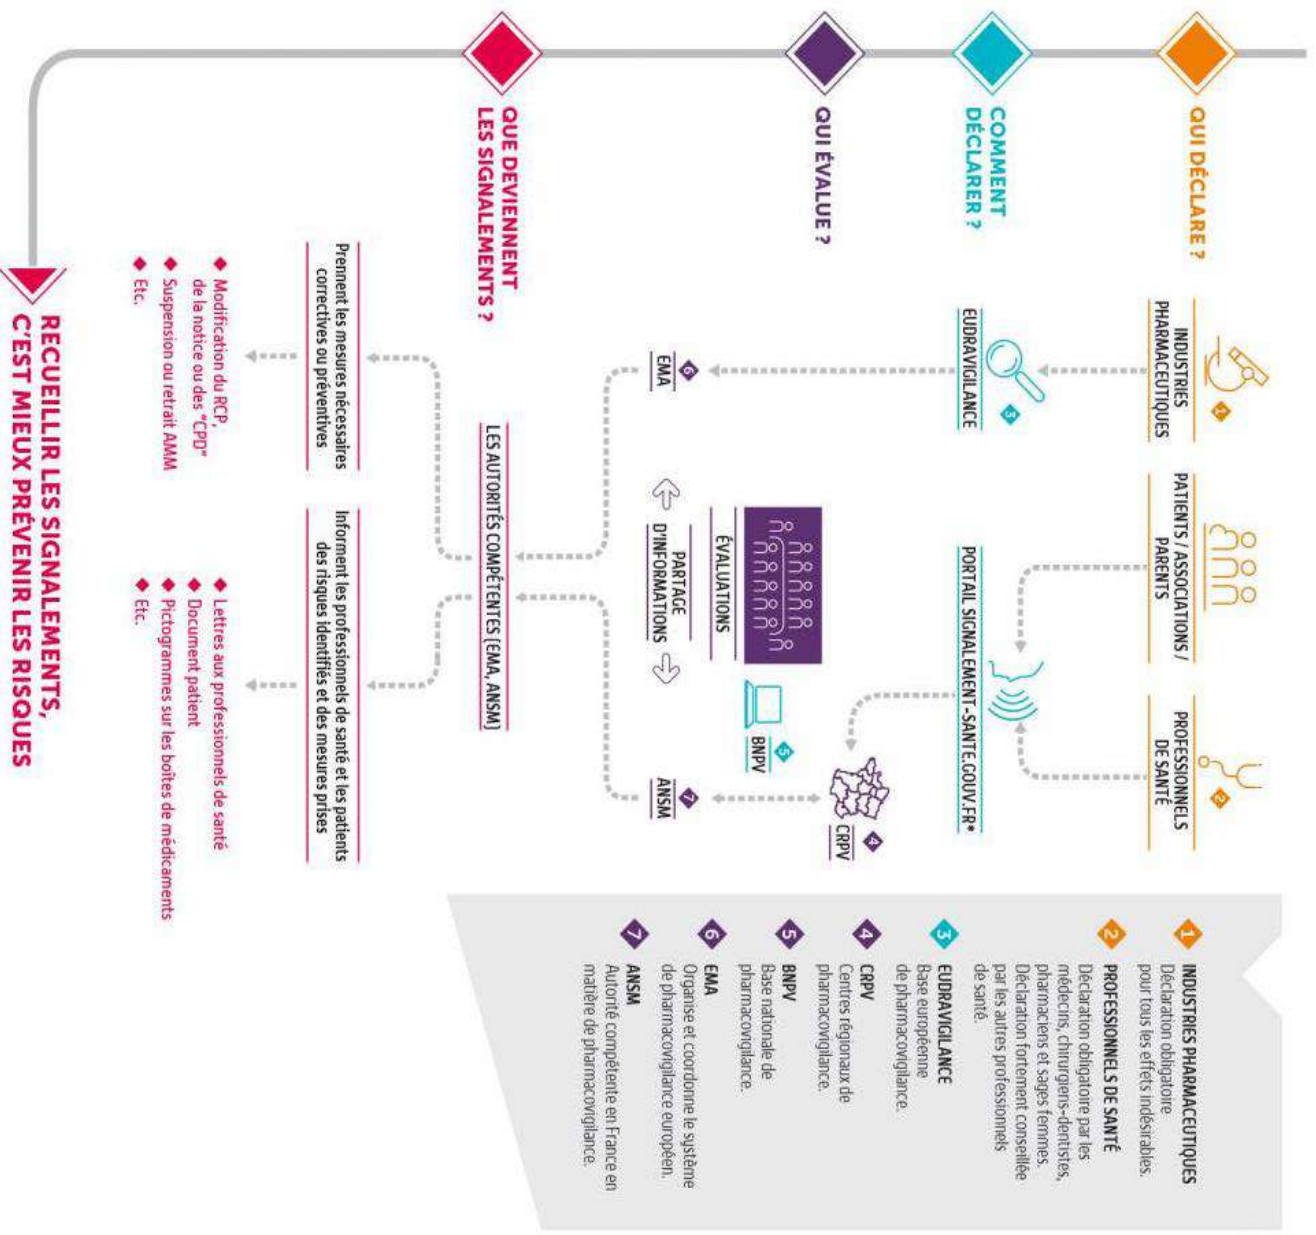 QUI DÉCLARE ?
INDUSTRIES
PHARMACEUTIQUES
1
PATIENTS / ASSOCIATIONS /
PARENTS
PROFESSIONNELS
DE SANTÉ
2
COMMENT
DÉCLARER ?
EUDRAVIGILANCE
3
PORTAIL SIGNALEMENT-SANTE.GOUV.FR*
QUI ÉVALUE ?
CRPV
4
ÉVALUATIONS
BNPV
5
6
EMA
PARTAGE
D'INFORMATIONS
7
ANSM
QUE DEVIENNENT
LES SIGNALEMENTS ?
LES AUTORITÉS COMPÉTENTES (EMA, ANSM)
Prennent les mesures nécessaires
correctives ou préventives
Informent les professionnels de santé et les patients
des risques identifiés et des mesures prises
Modification du RCP,
de la notice ou des "CPD"
Suspension ou retrait AMM
Etc.
Lettres aux professionnels de santé
Document patient
Pictogrammes sur les boîtes de médicaments
Etc.
RECUEILLIR LES SIGNALEMENTS,
C'EST MIEUX PRÉVENIR LES RISQUES
1 INDUSTRIES PHARMACEUTIQUES
Déclaration obligatoire
pour tous les effets indésirables.
2 PROFESSIONNELS DE SANTÉ
Déclaration obligatoire par les
médecins, chirurgiens-dentistes,
pharmaciens et sages femmes.
Déclaration fortement conseillée
par les autres professionnels
de santé.
3 EUDRAVIGILANCE
Base européenne
de pharmacovigilance.
4 CRPV
Centres régionaux de
pharmacovigilance.
5 BNPV
Base nationale de
pharmacovigilance.
6 EMA
Organise et coordonne le système
de pharmacovigilance européen.
7 ANSM
Autorité compétente en France en
matière de pharmacovigilance.